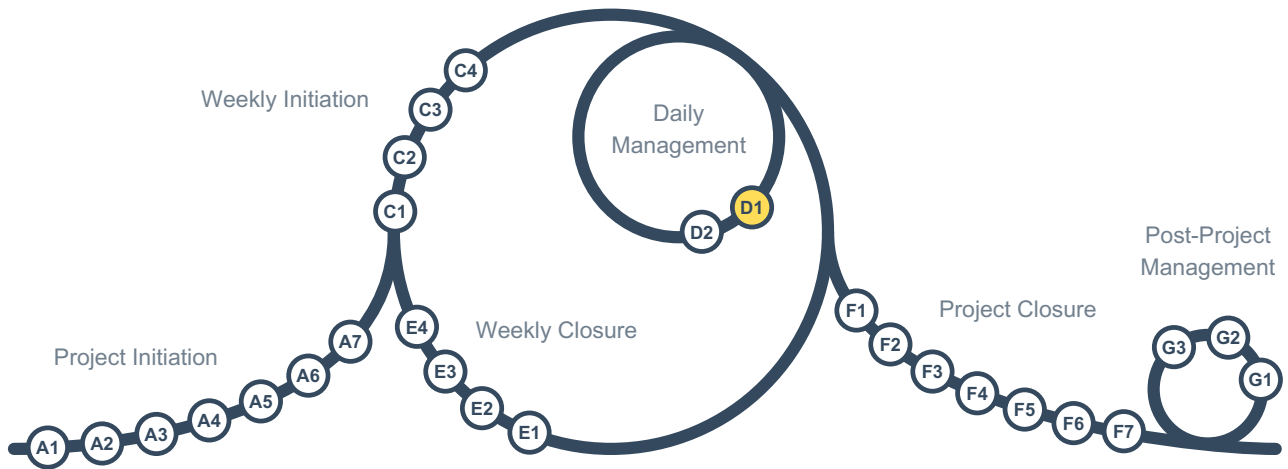 Project Initiation
A1
A2
A3
A4
A5
A6
A7
Weekly Initiation
C1
C2
C3
C4
Daily
Management
D1
D2
Weekly Closure
E1
E2
E3
E4
Project Closure
F1
F2
F3
F4
F5
F6
F7
Post-Project
Management
G1
G2
G3